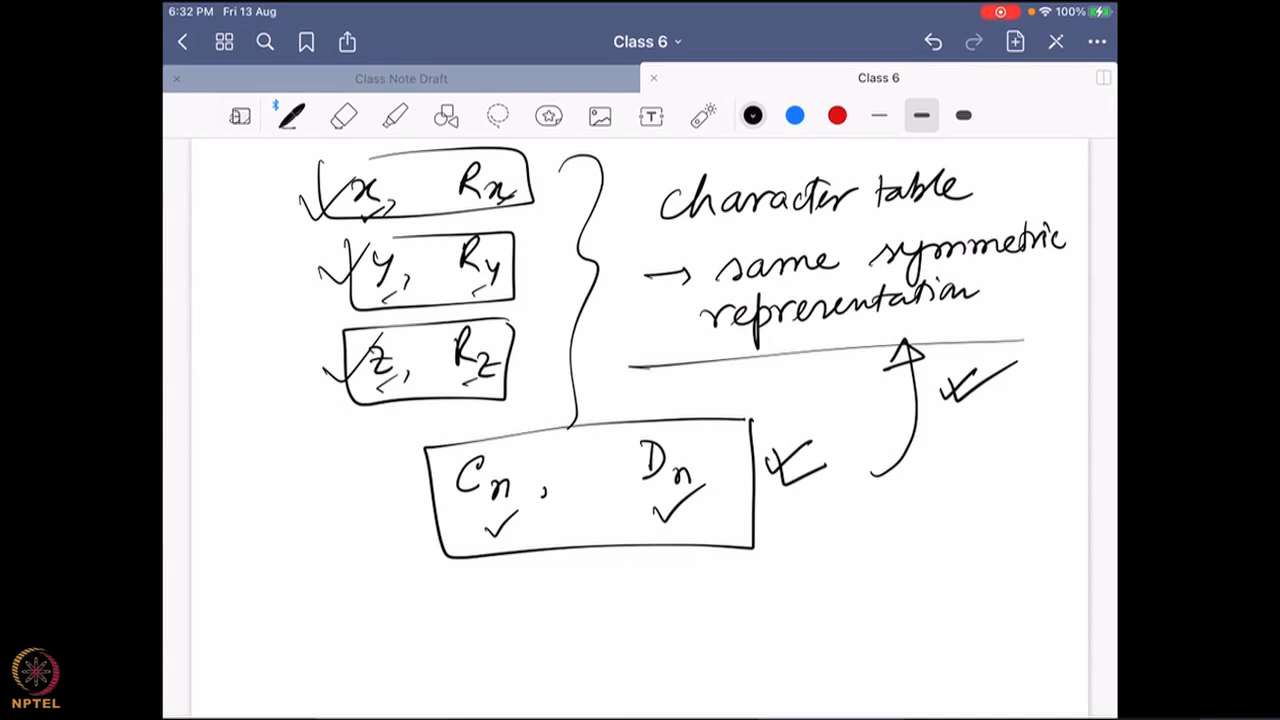 6:32 PM Fri 13 Aug
100%
Class 6
Class Note Draft
Class 6
T
x, Rx
y, Ry
z, Rz
character table
→ same symmetric
representation
Cn, Dn
NPTEL